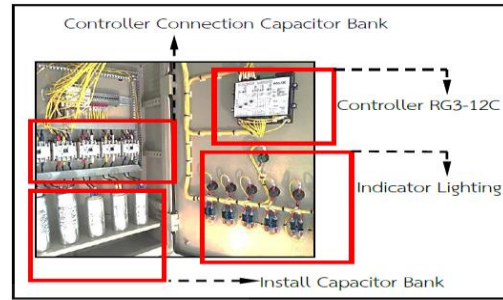 Controller Connection Capacitor Bank
Controller RG3-12C
Indicator Lighting
Install Capacitor Bank